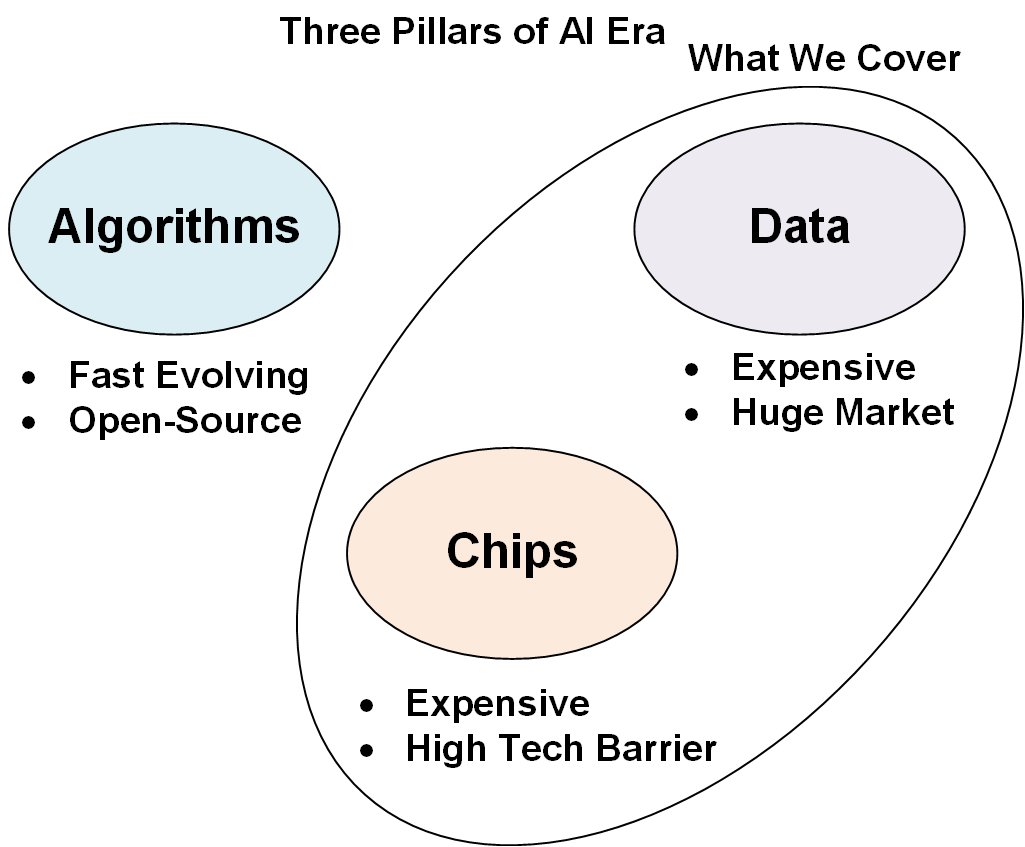 Three Pillars of AI Era
What We Cover
Algorithms
• Fast Evolving
• Open-Source
Data
• Expensive
• Huge Market
Chips
• Expensive
• High Tech Barrier